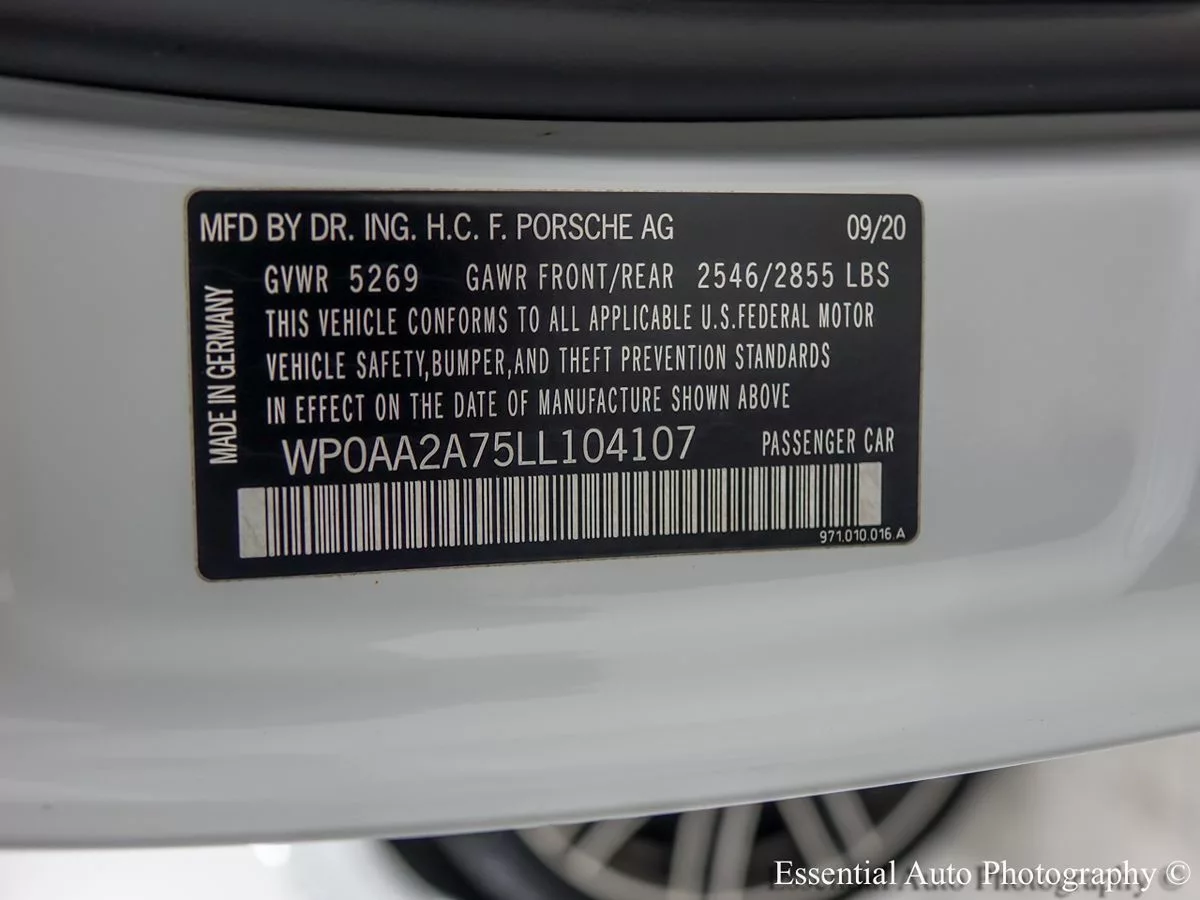 MFD BY DR. ING. H.C. F. PORSCHE AG 09/20
GVWR 5269 GAWR FRONT/REAR 2546/2855 LBS
THIS VEHICLE CONFORMS TO ALL APPLICABLE U.S.FEDERAL MOTOR
VEHICLE SAFETY,BUMPER,AND THEFT PREVENTION STANDARDS
IN EFFECT ON THE DATE OF MANUFACTURE SHOWN ABOVE
WP0AA2A75LL104107 PASSENGER CAR
971.010.016.A
MADE IN GERMANY
Essential Auto Photography ©